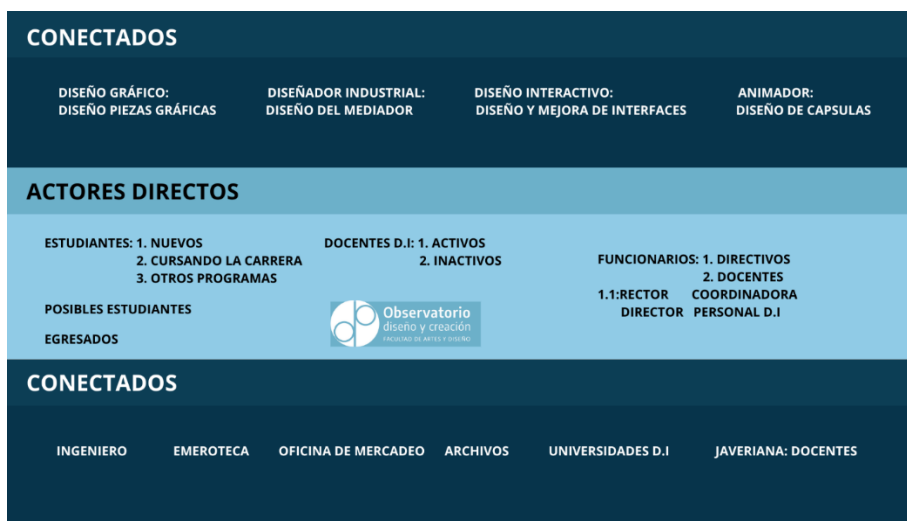 CONECTADOS
DISEÑO GRÁFICO:
DISEÑO PIEZAS GRÁFICAS
DISEÑADOR INDUSTRIAL:
DISEÑO DEL MEDIADOR
DISEÑO INTERACTIVO:
DISEÑO Y MEJORA DE INTERFACES
ANIMADOR:
DISEÑO DE CAPSULAS
ACTORES DIRECTOS
ESTUDIANTES: 1. NUEVOS
2. CURSANDO LA CARRERA
3. OTROS PROGRAMAS
POSIBLES ESTUDIANTES
EGRESADOS
DOCENTES D.I: 1. ACTIVOS
2. INACTIVOS
Observatorio
diseño y creación
FACULTAD DE ARTES Y DISEÑO
FUNCIONARIOS: 1. DIRECTIVOS
2. DOCENTES
1.1:RECTOR COORDINADORA
DIRECTOR PERSONAL D.I
CONECTADOS
INGENIERO EMEROTECA OFICINA DE MERCADEO ARCHIVOS UNIVERSIDADES D.I JAVERIANA: DOCENTES